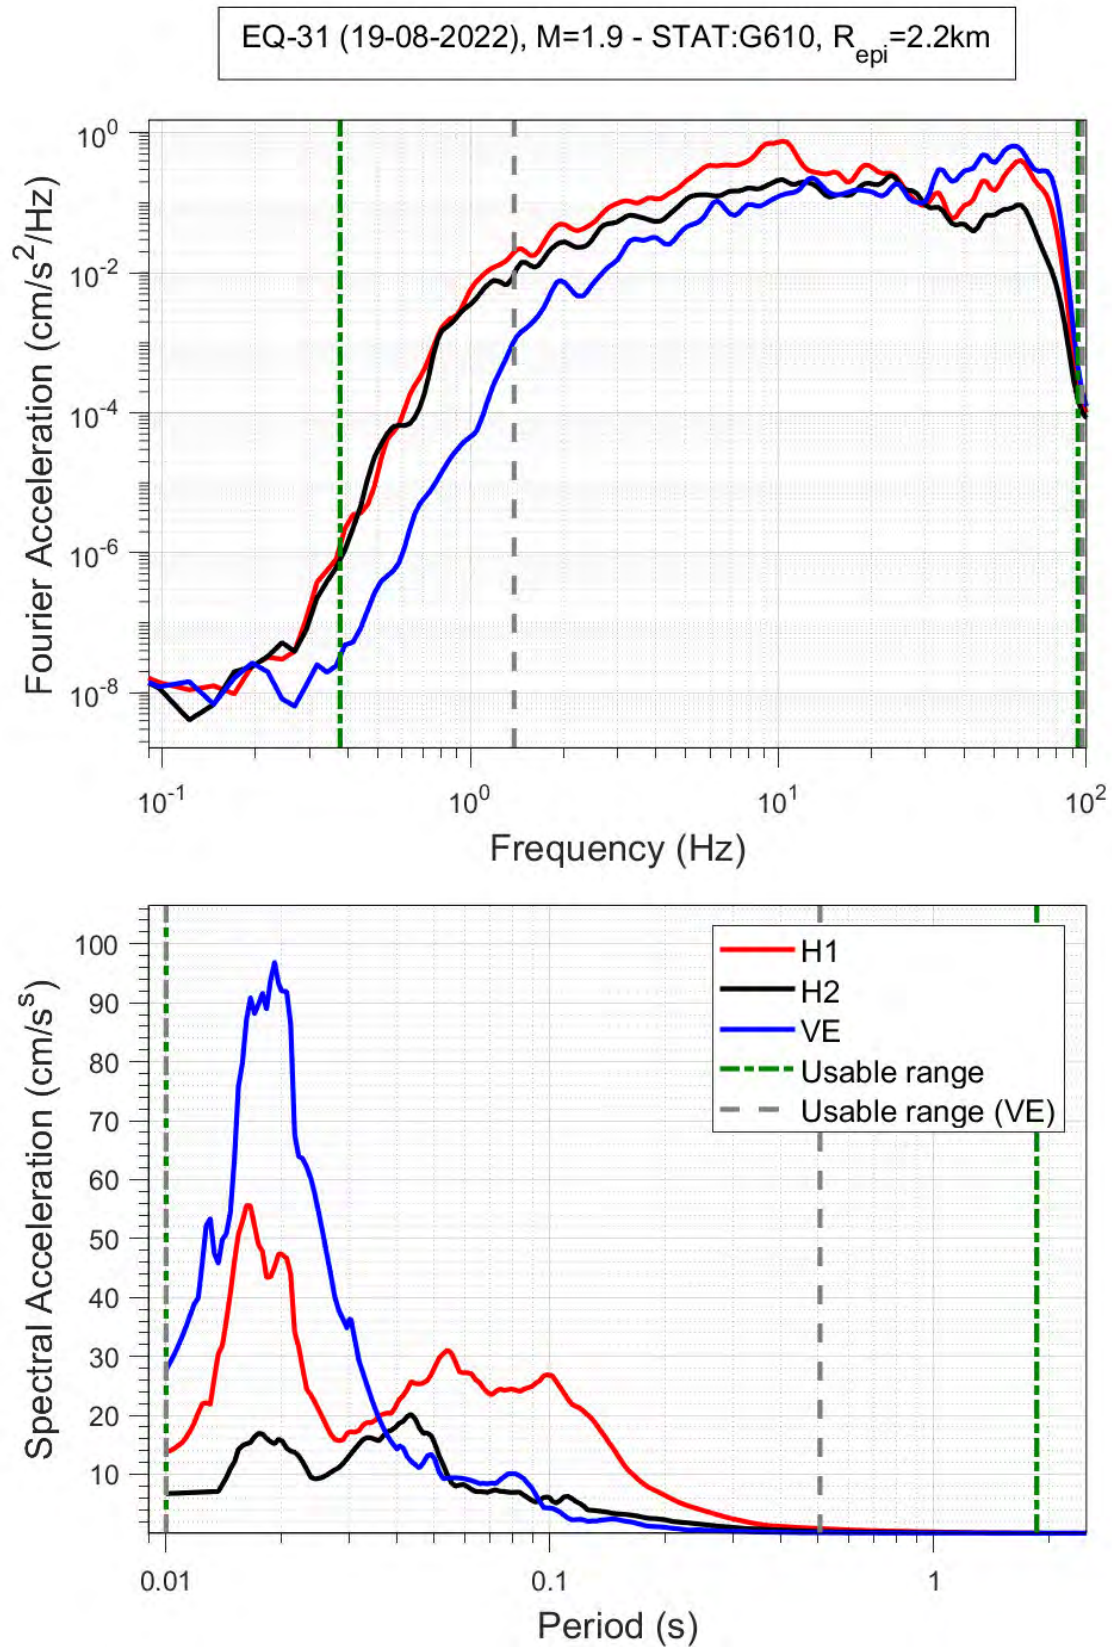 EQ-31 (19-08-2022), M=1.9 - STAT:G610, R_epi=2.2km
10^0
10^-2
10^-4
10^-6
10^-8
Fourier Acceleration (cm/s^2/Hz)
10^-1
10^0
10^1
10^2
Frequency (Hz)
100
90
80
70
60
50
40
30
20
10
Spectral Acceleration (cm/s^s)
H1
H2
VE
Usable range
Usable range (VE)
0.01
0.1
1
Period (s)